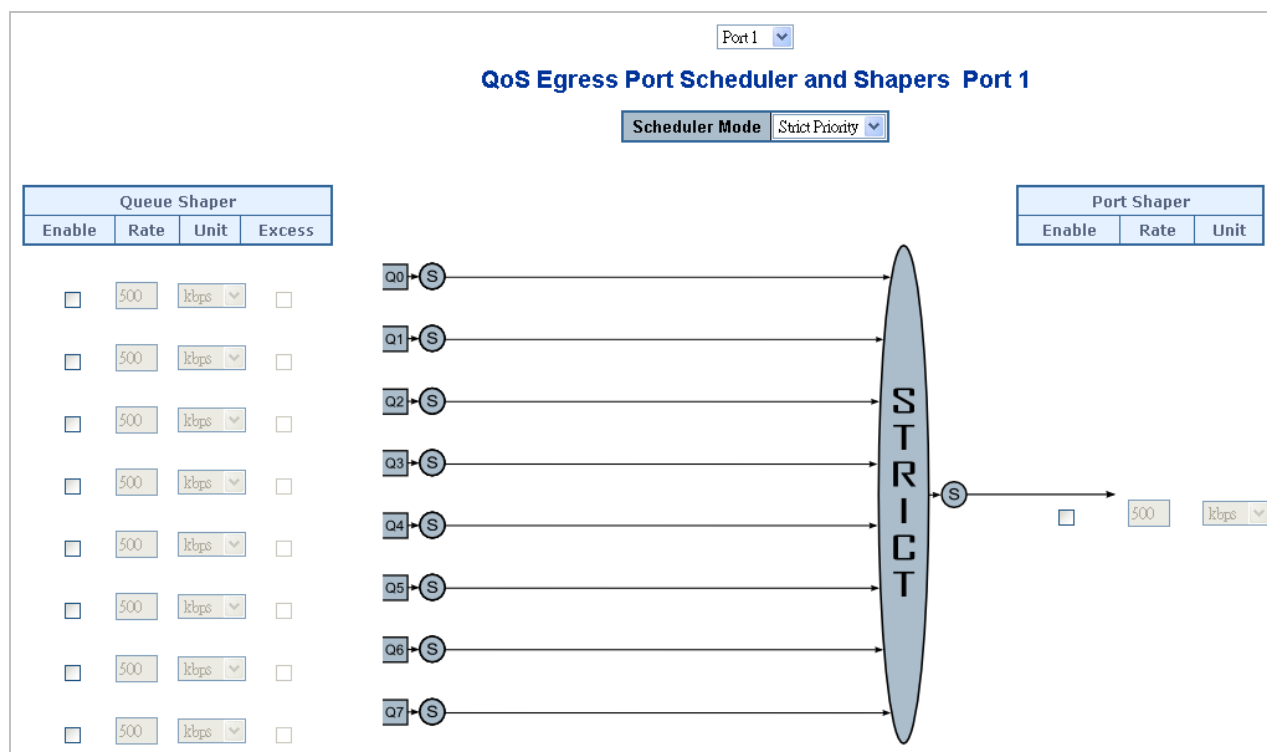 Port 1
QoS Egress Port Scheduler and Shapers Port 1
Scheduler Mode Strict Priority
Queue Shaper
Enable Rate Unit Excess
Port Shaper
Enable Rate Unit
500 kbps
500 kbps
500 kbps
500 kbps
500 kbps
500 kbps
500 kbps
500 kbps
Q0 S
Q1 S
Q2 S
Q3 S
Q4 S
Q5 S
Q6 S
Q7 S
STRICT
S
500 kbps